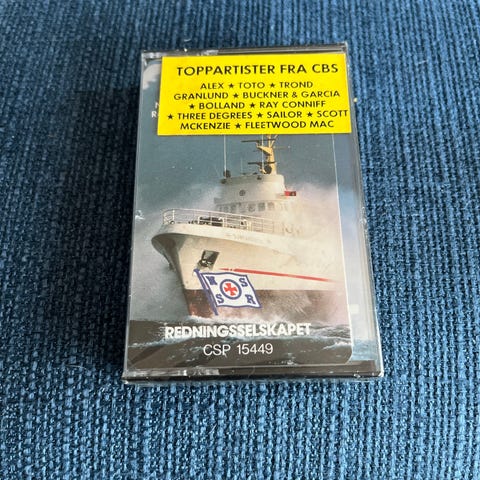 TOPPARTISTER FRA CBS
ALEX ★ TOTO ★ TROND
GRANLUND ★ BUCKNER & GARCIA
★ BOLLAND ★ RAY CONNIFF
★ THREE DEGREES ★ SAILOR ★ SCOTT
MCKENZIE ★ FLEETWOOD MAC
N S
S R
REDNINGSSELSKAPET
CSP 15449